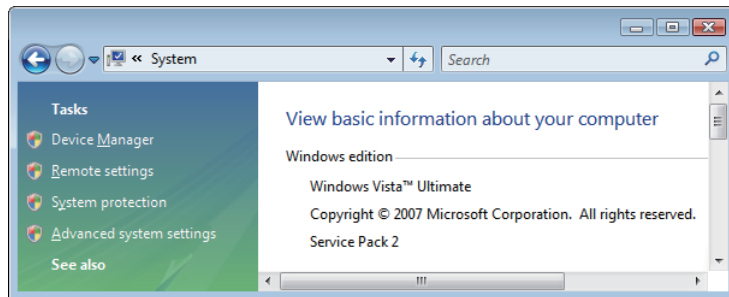 « System
Search
Tasks
Device Manager
Remote settings
System protection
Advanced system settings
See also
View basic information about your computer
Windows edition
Windows Vista™ Ultimate
Copyright © 2007 Microsoft Corporation. All rights reserved.
Service Pack 2